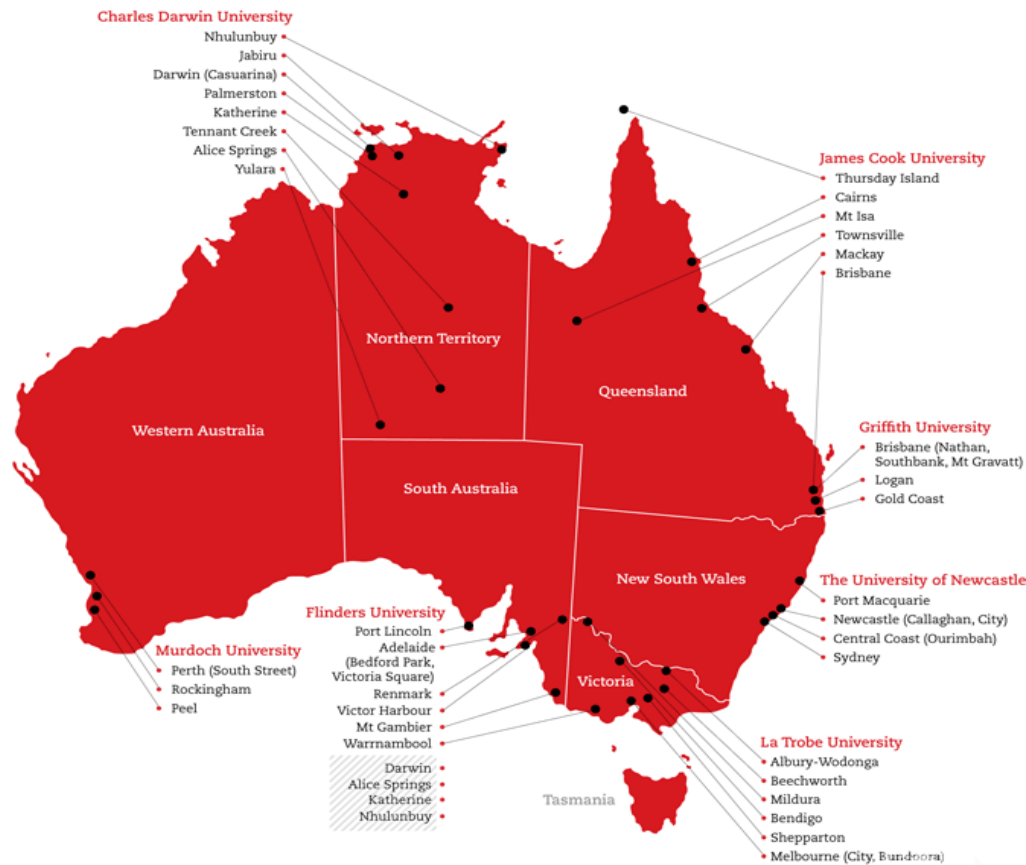 Charles Darwin University
Nhulunbuy
Jabiru
Darwin (Casuarina)
Palmerston
Katherine
Tennant Creek
Alice Springs
Yulara
James Cook University
Thursday Island
Cairns
Mt Isa
Townsville
Mackay
Brisbane
Northern Territory
Queensland
Western Australia
South Australia
New South Wales
Victoria
Tasmania
Griffith University
Brisbane (Nathan,
Southbank, Mt Gravatt)
Logan
Gold Coast
The University of Newcastle
Port Macquarie
Newcastle (Callaghan, City)
Central Coast (Ourimbah)
Sydney
Murdoch University
Perth (South Street)
Rockingham
Peel
Flinders University
Port Lincoln
Adelaide
(Bedford Park,
Victoria Square)
Renmark
Victor Harbour
Mt Gambier
Warrnambool
Darwin
Alice Springs
Katherine
Nhulunbuy
La Trobe University
Albury-Wodonga
Beechworth
Mildura
Bendigo
Shepparton
Melbourne (City, Bundoora)